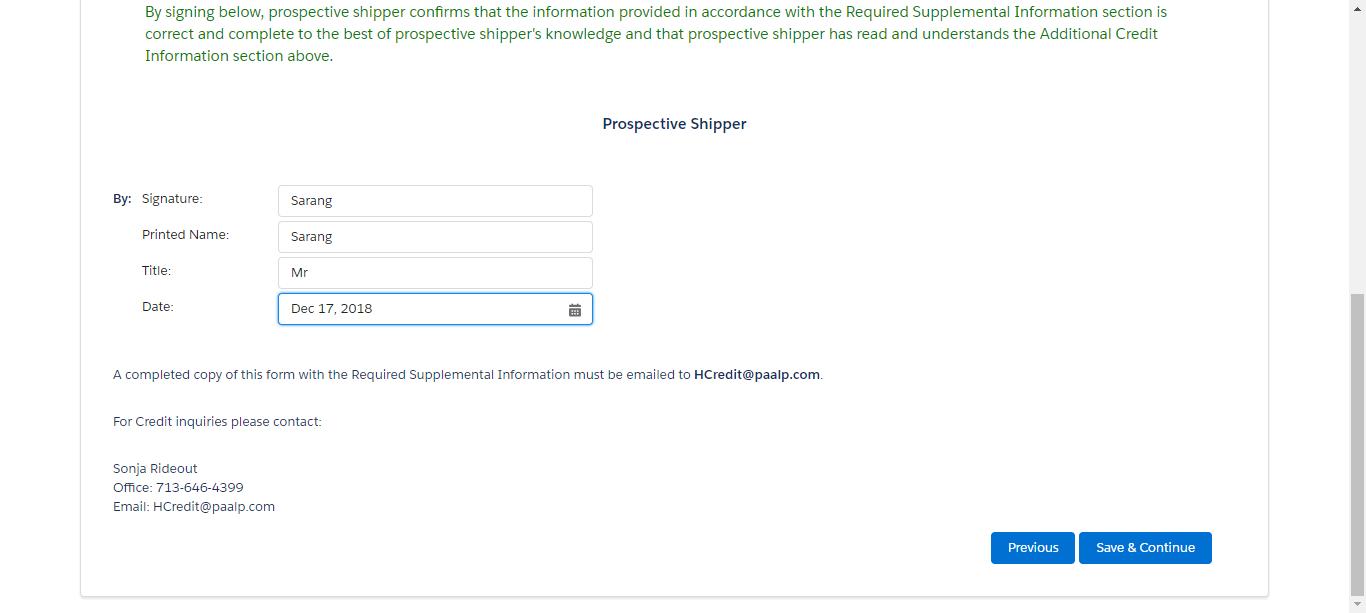 By signing below, prospective shipper confirms that the information provided in accordance with the Required Supplemental Information section is
correct and complete to the best of prospective shipper's knowledge and that prospective shipper has read and understands the Additional Credit
Information section above.
Prospective Shipper
By: Signature: Sarang
Printed Name: Sarang
Title: Mr
Date: Dec 17, 2018
A completed copy of this form with the Required Supplemental Information must be emailed to HCredit@paalp.com.
For Credit inquiries please contact:
Sonja Rideout
Office: 713-646-4399
Email: HCredit@paalp.com
Previous Save & Continue